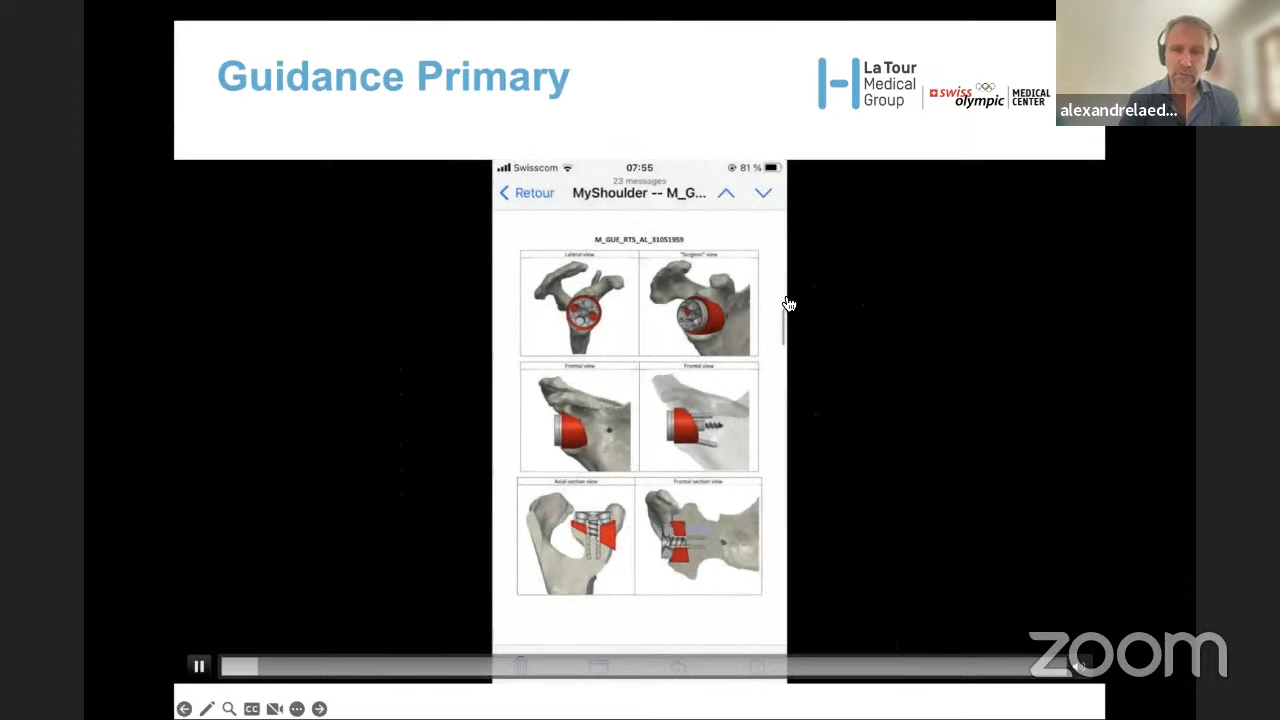 Guidance Primary
La Tour
Medical
Group
swiss
olympic
MEDICAL
CENTER
alexandrelaed...
Swisscom
07:55
81 %
23 messages
Retour
MyShoulder -- M_G...
M_GUE_RTS_AL_31051959
Lateral view
"Surgeon" view
Frontal view
Frontal view
Axial section view
Frontal section view
zoom
CC